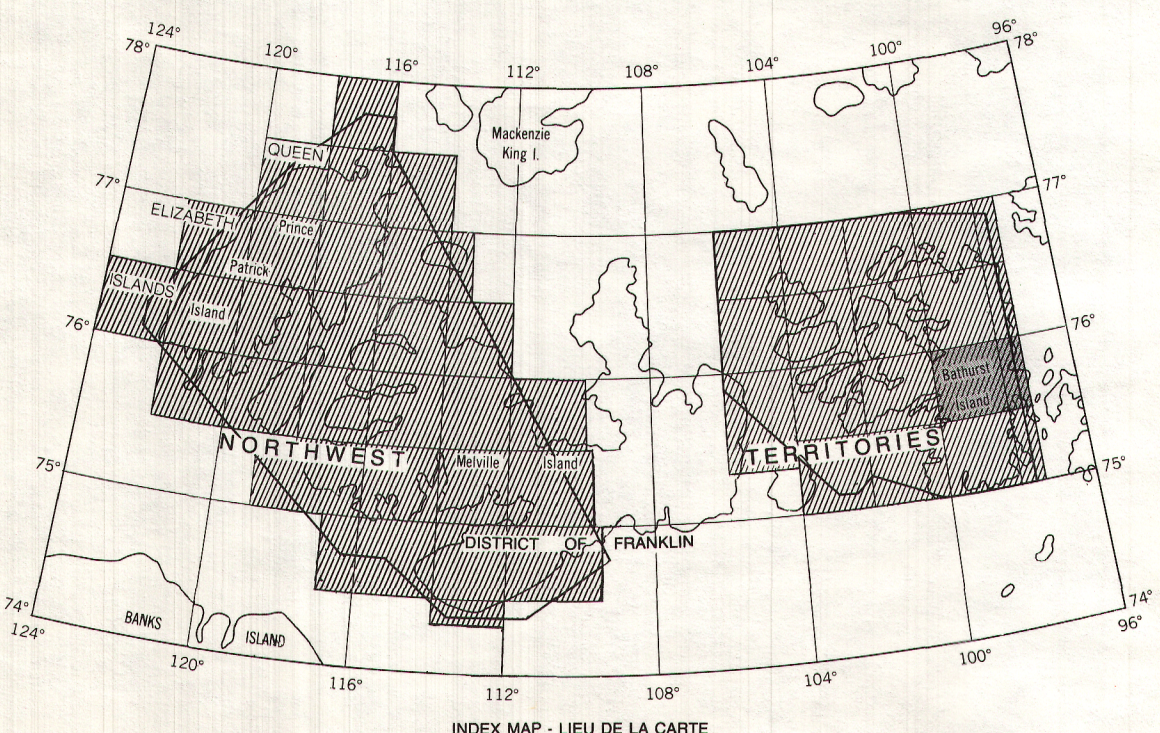 124° 120° 116° 112° 108° 104° 100° 96°
78° 78°
Mackenzie
King I.
QUEEN
77° 77°
ELIZABETH
Prince
Patrick
ISLANDS
Island
76° 76°
Bathurst
Island
NORTHWEST TERRITORIES
Melville Island
75° 75°
DISTRICT OF FRANKLIN
BANKS ISLAND
74° 74°
124° 120° 116° 112° 108° 104° 100° 96°
INDEX MAP - LIEU DE LA CARTE